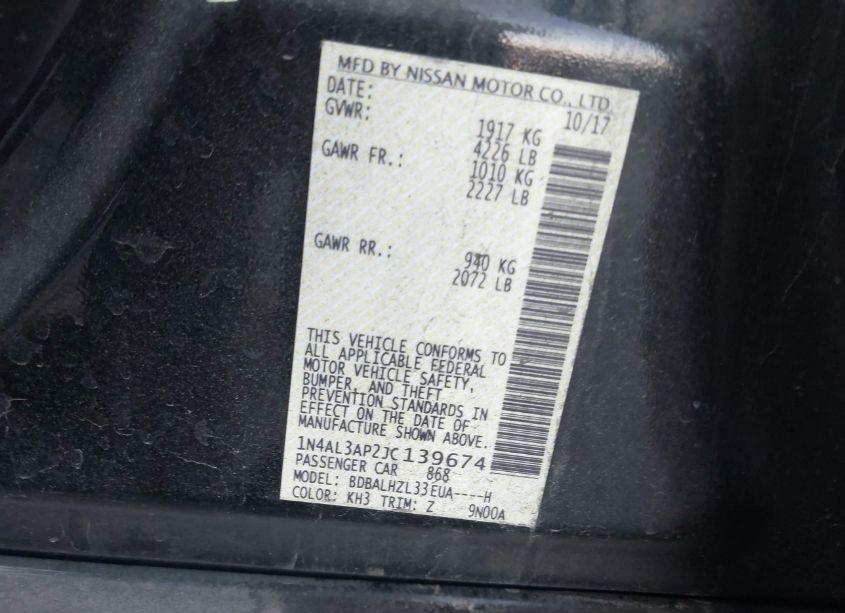 MFD BY NISSAN MOTOR CO., LTD.
DATE: 10/17
GVWR: 1917 KG
4226 LB
GAWR FR.: 1010 KG
2227 LB
GAWR RR.: 940 KG
2072 LB
THIS VEHICLE CONFORMS TO
ALL APPLICABLE FEDERAL
MOTOR VEHICLE SAFETY,
BUMPER, AND THEFT
PREVENTION STANDARDS IN
EFFECT ON THE DATE OF
MANUFACTURE SHOWN ABOVE.
1N4AL3AP2JC139674
PASSENGER CAR 868
MODEL: BDBALHZL33EUA----H
COLOR: KH3 TRIM: Z 9N00A